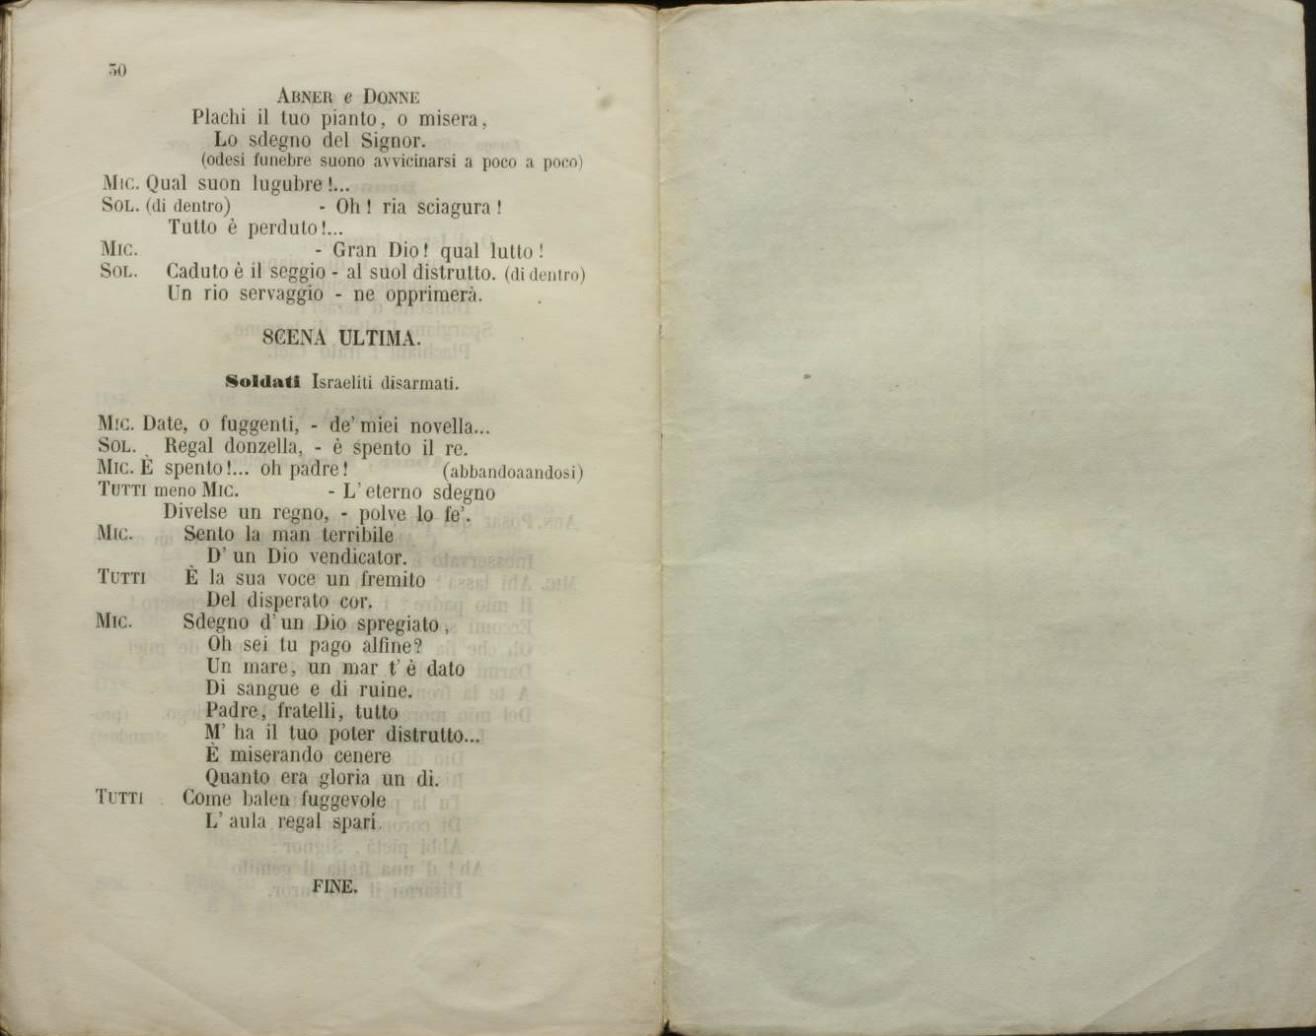 30
ABNER e DONNE
Plachi il tuo pianto, o misera,
Lo sdegno del Signor.
(odesi funebre suono avvicinarsi a poco a poco)
MIC. Qual suon lugubre!...
SOL. (di dentro) - Oh! ria sciagura!
Tutto è perduto!...
MIC. - Gran Dio! qual lutto!
SOL. Caduto è il seggio - al suol distrutto. (di dentro)
Un rio servaggio - ne opprimerà.
SCENA ULTIMA.
Soldati Israeliti disarmati.
MIC. Date, o fuggenti, - de' miei novella...
SOL. Regal donzella, - è spento il re.
MIC. È spento!... oh padre! (abbandoaandosi)
TUTTI meno MIC. - L' eterno sdegno
Divelse un regno, - polve lo fe'.
MIC. Sento la man terribile
D' un Dio vendicator.
TUTTI È la sua voce un fremito
Del disperato cor.
MIC. Sdegno d' un Dio spregiato,
Oh sei tu pago alfine?
Un mare, un mar t' è dato
Di sangue e di ruine.
Padre, fratelli, tutto
M' ha il tuo poter distrutto...
È miserando cenere
Quanto era gloria un di.
TUTTI Come balen fuggevole
L' aula regal spari.
FINE.